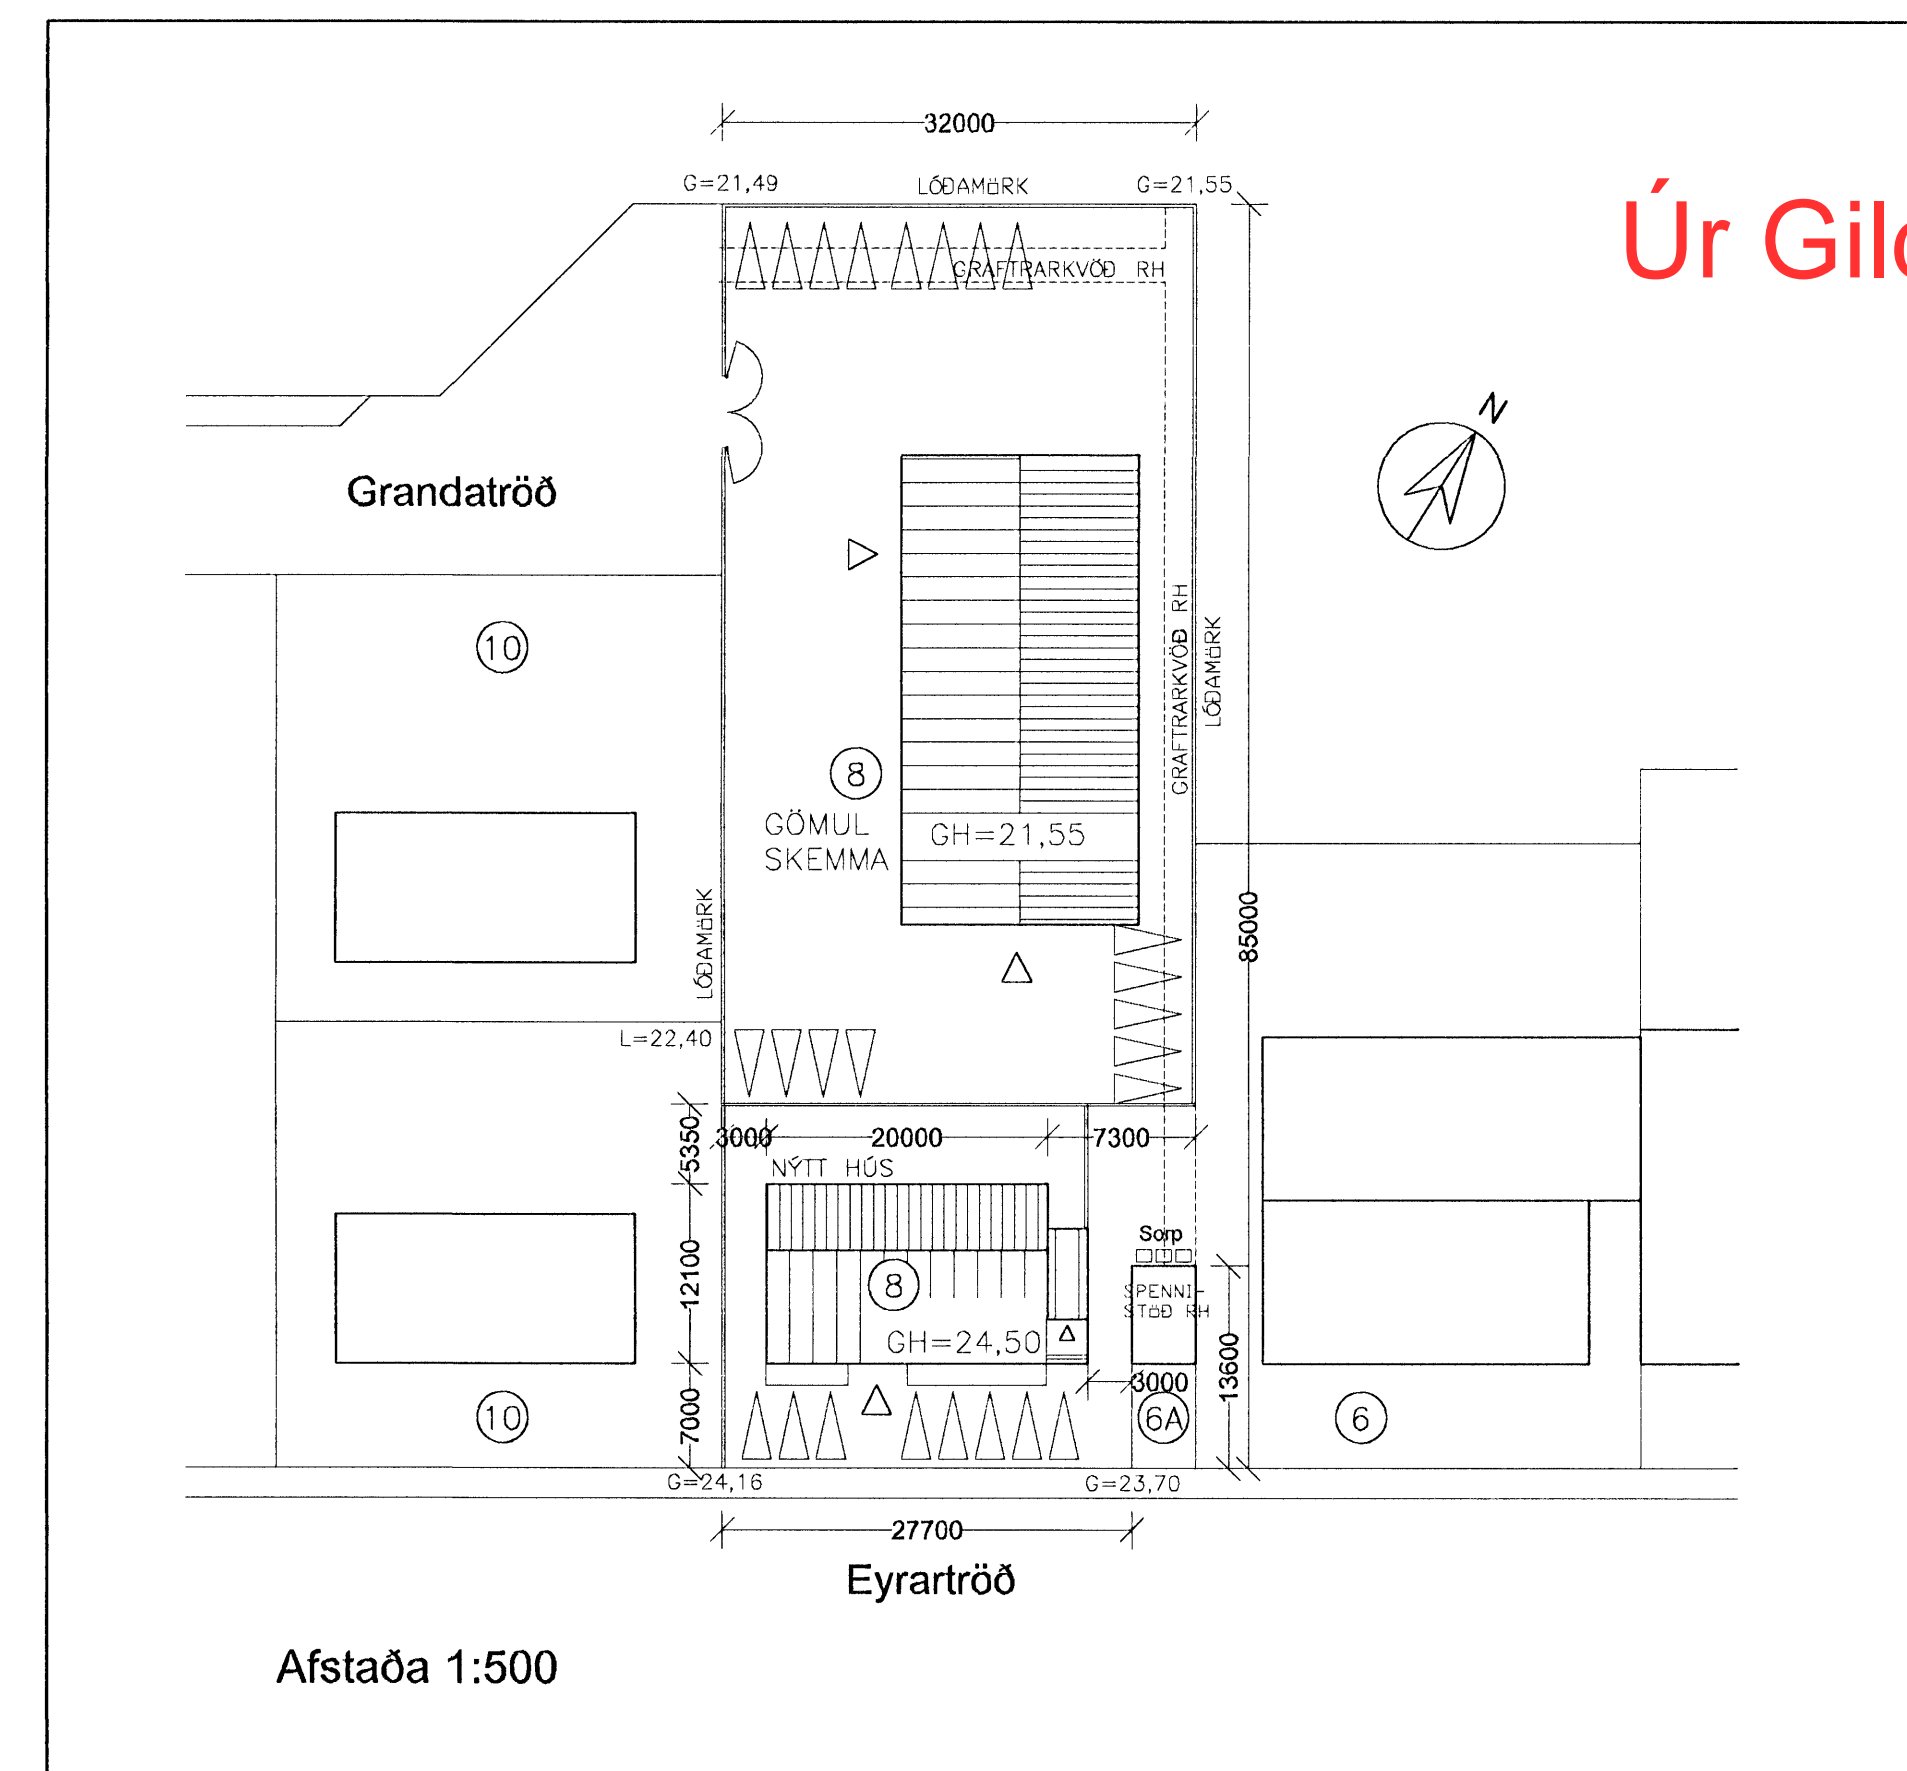 32000
G=21,49
LÓÐAMÖRK
G=21,55
Úr
GRAFTRARKVÖÐ RH
N
Grandatröð
10
GRAFTRARKVÖÐ RH
LÓÐAMÖRK
8
GÖMUL
SKEMMA
GH=21,55
LÓÐAMÖRK
85000
L=22,40
5350
3000
20000
7300
NÝTT HÚS
12100
Sorp
8
SPENNI-
STÖÐ RH
GH=24,50
13600
3000
7000
10
6A
6
G=24,16
G=23,70
27700
Eyrartröð
Afstaða 1:500